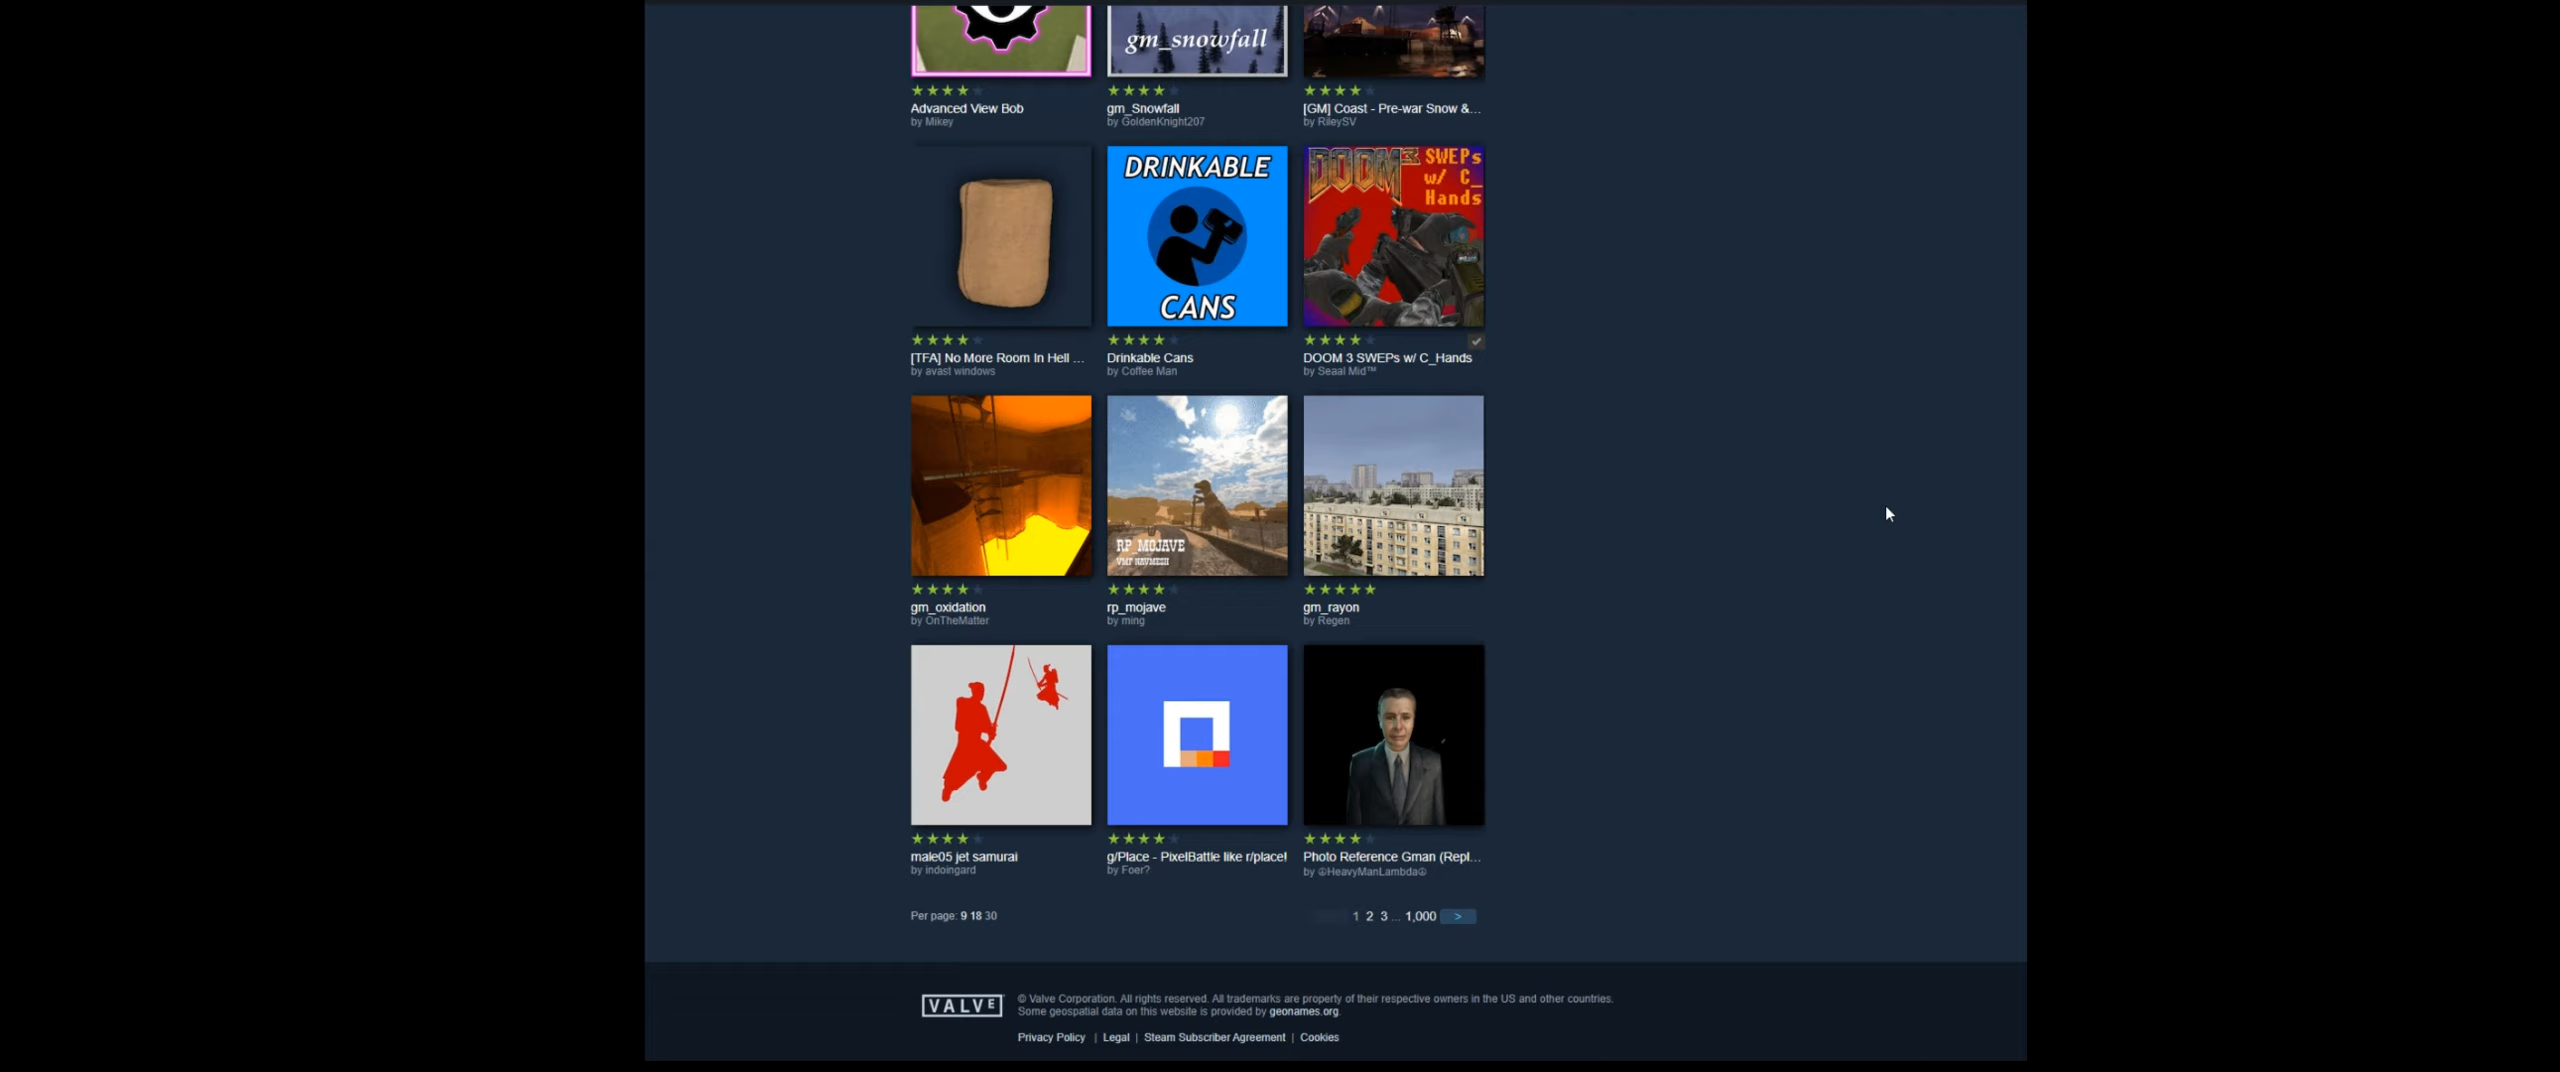 gm_snowfall
Advanced View Bob
by Mikey
gm_Snowfall
by GoldenKnight207
[GM] Coast - Pre-war Snow &...
by RileySV
DRINKABLE
CANS
DOOM 3 SWEPs
w/ C_
Hands
[TFA] No More Room In Hell ...
by avast windows
Drinkable Cans
by Coffee Man
DOOM 3 SWEPs w/ C_Hands
by Seaal Mid™
RP_MOJAVE
VMF NAVMESH
gm_oxidation
by OnTheMatter
rp_mojave
by ming
gm_rayon
by Regen
male05 jet samurai
by indoingard
g/Place - PixelBattle like r/place!
by Foer?
Photo Reference Gman (Repl...
by ☮HeavyManLambda☮
Per page: 9 18 30
1 2 3 ... 1,000 >
VALVE
© Valve Corporation. All rights reserved. All trademarks are property of their respective owners in the US and other countries.
Some geospatial data on this website is provided by geonames.org.
Privacy Policy | Legal | Steam Subscriber Agreement | Cookies